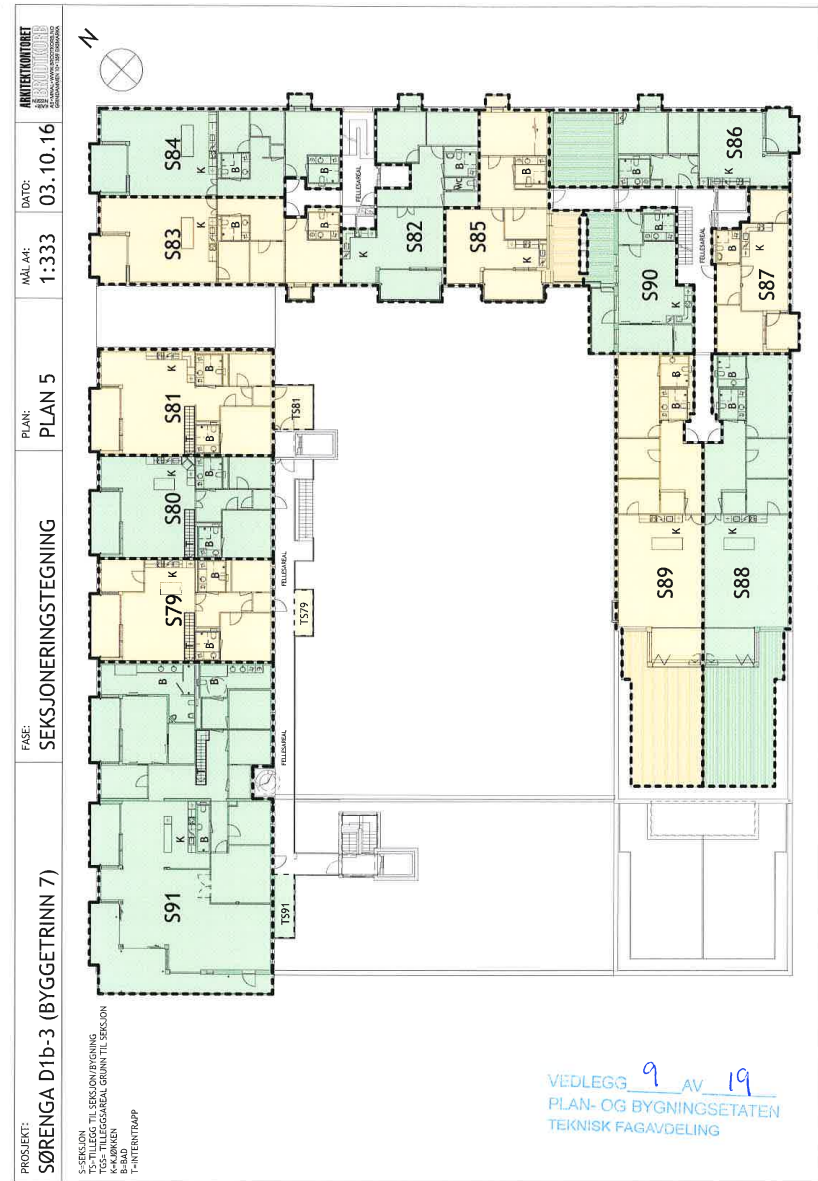 PROSJEKT:
SØRENGA D1b-3 (BYGGETRINN 7)
FASE:
SEKSJONERINGSTEGNING
PLAN:
PLAN 5
MÅL A4:
1:333
DATO:
03.10.16
ARKITEKTKONTORET
BRODTKORB
N
S=SEKSJON
TS=TILLEGG TIL SEKSJON/BYGNING
TGS= TILLEGGSAREAL GRUNN TIL SEKSJON
K=KJØKKEN
B=BAD
T=INTERNTRAPP
S91
K
B
T
B
B
TS91
FELLESAREAL
S79
K
B
B
T
TS79
FELLESAREAL
S80
K
B
B
T
S81
K
B
B
T
TS81
S83
K
B
B
S84
K
B
B
FELLESAREAL
S82
K
B
WC
S85
K
B
S86
K
B
S90
K
B
FELLESAREAL
S87
K
B
S89
K
B
B
S88
K
B
B
VEDLEGG 9 AV 19
PLAN- OG BYGNINGSETATEN
TEKNISK FAGAVDELING